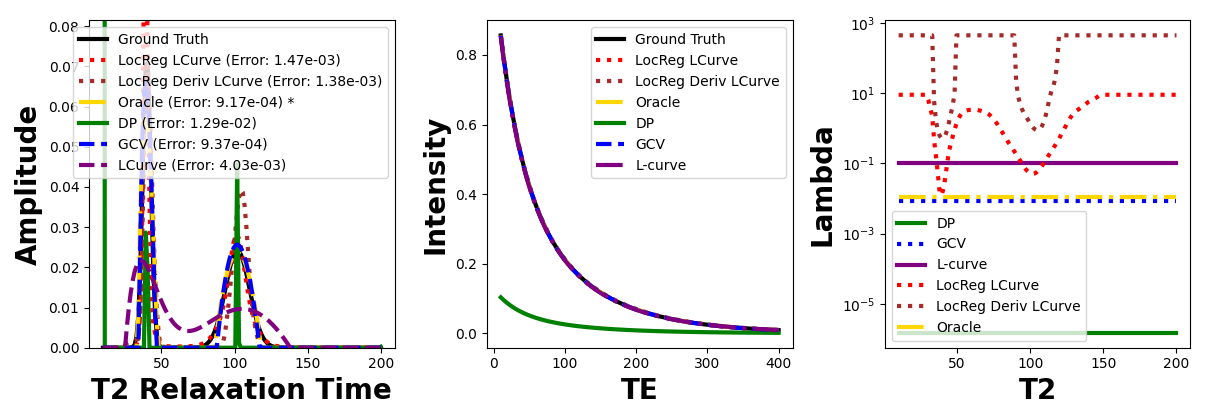 Amplitude
0.08
0.07
0.06
0.05
0.04
0.03
0.02
0.01
0.00
50
100
150
200
T2 Relaxation Time
Ground Truth
LocReg LCurve (Error: 1.47e-03)
LocReg Deriv LCurve (Error: 1.38e-03)
Oracle (Error: 9.17e-04) *
DP (Error: 1.29e-02)
GCV (Error: 9.37e-04)
LCurve (Error: 4.03e-03)
Intensity
0.8
0.6
0.4
0.2
0.0
0
100
200
300
400
TE
Ground Truth
LocReg LCurve
LocReg Deriv LCurve
Oracle
DP
GCV
L-curve
Lambda
10³
10¹
10⁻¹
10⁻³
10⁻⁵
50
100
150
200
T2
DP
GCV
L-curve
LocReg LCurve
LocReg Deriv LCurve
Oracle